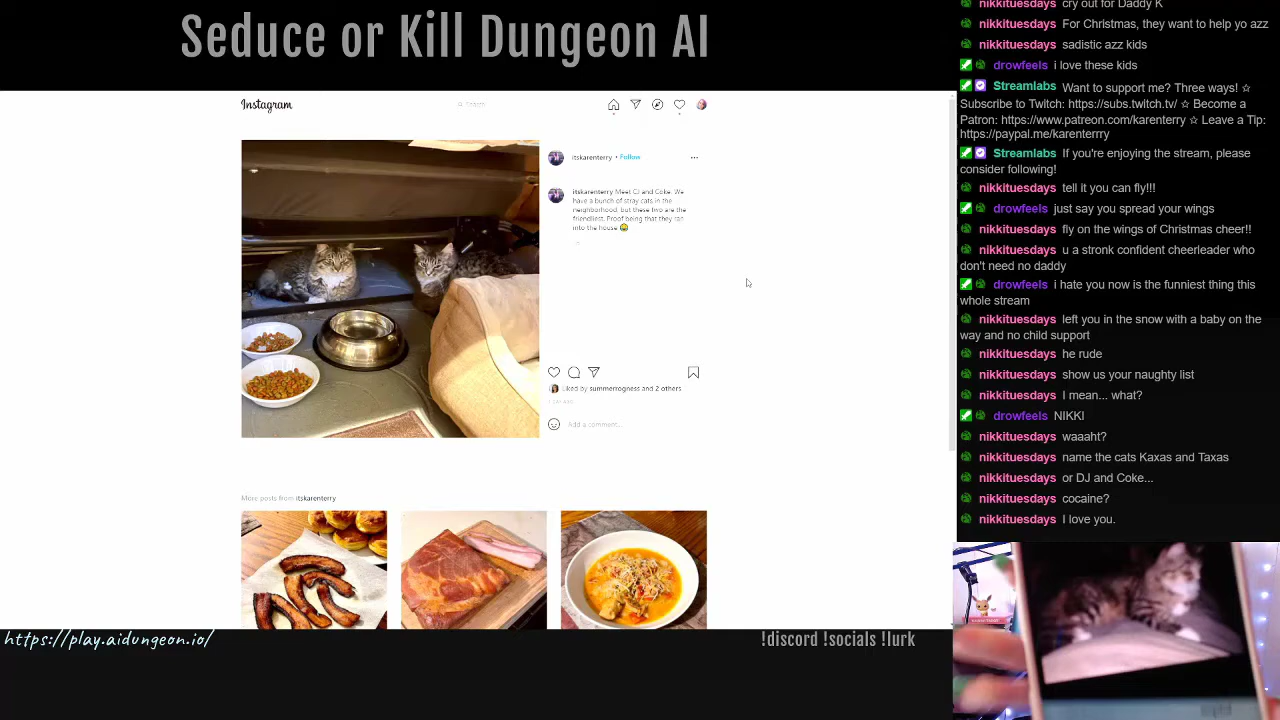 Seduce or Kill Dungeon AI
Instagram
Search
itskarenterry • Follow
itskarenterry Meet CJ and Coke. We
have a bunch of stray cats in the
neighborhood, but these two are the
friendliest. Proof being that they ran
into the house
Liked by summerrogness and 2 others
1 DAY AGO
Add a comment...
More posts from itskarenterry
https://play.aidungeon.io/
!discord !socials !lurk
nikkituesdays cry out for Daddy K
nikkituesdays For Christmas, they want to help yo azz
nikkituesdays sadistic azz kids
drowfeels i love these kids
Streamlabs Want to support me? Three ways! ☆
Subscribe to Twitch: https://subs.twitch.tv/ ☆ Become a
Patron: https://www.patreon.com/karenterry ☆ Leave a Tip:
https://paypal.me/karenterrry
Streamlabs If you're enjoying the stream, please
consider following!
nikkituesdays tell it you can fly!!!
drowfeels just say you spread your wings
nikkituesdays fly on the wings of Christmas cheer!!
nikkituesdays u a stronk confident cheerleader who
don't need no daddy
drowfeels i hate you now is the funniest thing this
whole stream
nikkituesdays left you in the snow with a baby on the
way and no child support
nikkituesdays he rude
nikkituesdays show us your naughty list
nikkituesdays I mean... what?
drowfeels NIKKI
nikkituesdays waaaht?
nikkituesdays name the cats Kaxas and Taxas
nikkituesdays or DJ and Coke...
nikkituesdays cocaine?
nikkituesdays I love you.